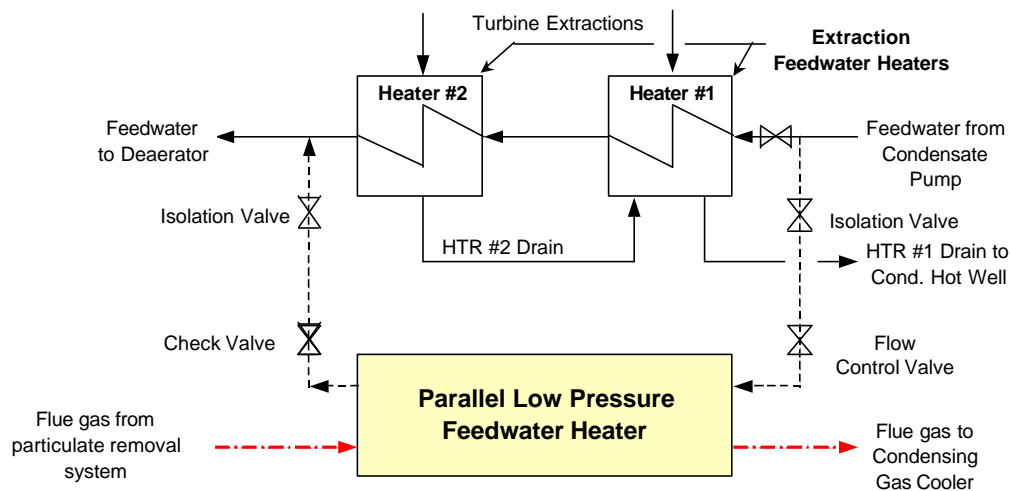 Turbine Extractions
Extraction
Feedwater Heaters
Heater #2
Heater #1
Feedwater
to Deaerator
Feedwater from
Condensate
Pump
Isolation Valve
Isolation Valve
HTR #2 Drain
HTR #1 Drain to
Cond. Hot Well
Check Valve
Flow
Control Valve
Parallel Low Pressure
Feedwater Heater
Flue gas from
particulate removal
system
Flue gas to
Condensing
Gas Cooler